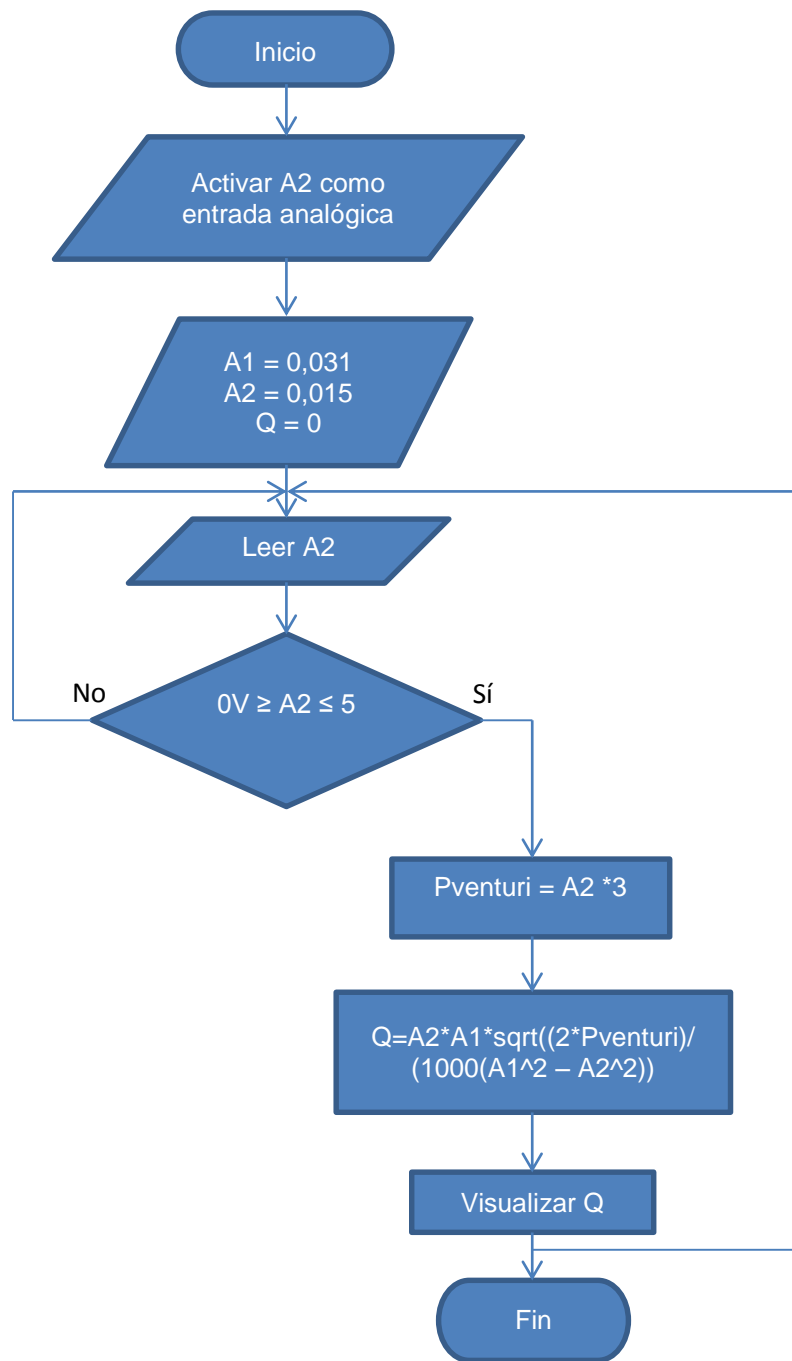 Inicio
Activar A2 como
entrada analógica
A1 = 0,031
A2 = 0,015
Q = 0
Leer A2
No
0V ≥ A2 ≤ 5
Sí
Pventuri = A2 *3
Q=A2*A1*sqrt((2*Pventuri)/
(1000(A1^2 – A2^2))
Visualizar Q
Fin